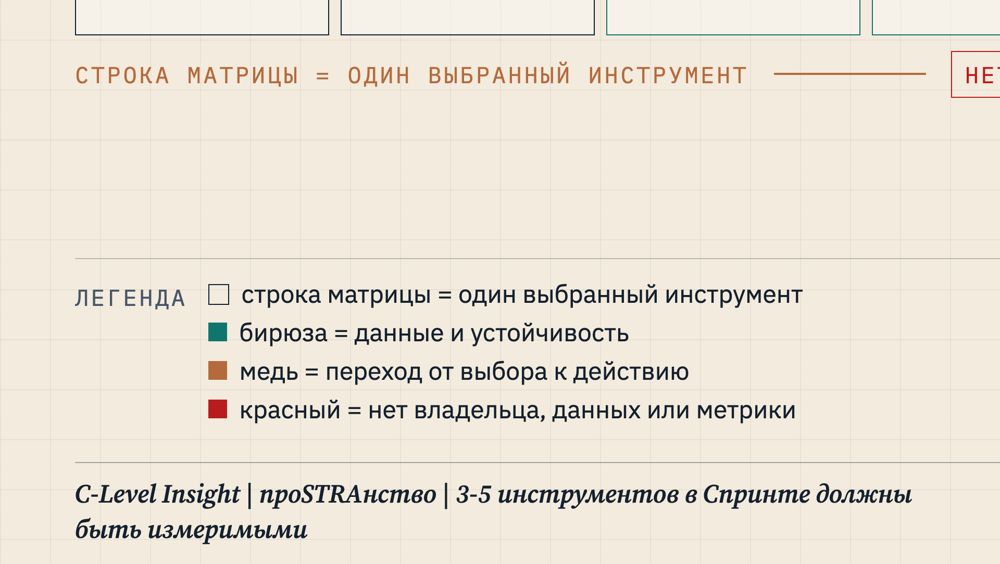 СТРОКА МАТРИЦЫ = ОДИН ВЫБРАННЫЙ ИНСТРУМЕНТ
ЛЕГЕНДА
строка матрицы = один выбранный инструмент
бирюза = данные и устойчивость
медь = переход от выбора к действию
красный = нет владельца, данных или метрики
C-Level Insight | проSTRAнство | 3-5 инструментов в Спринте должны
быть измеримыми